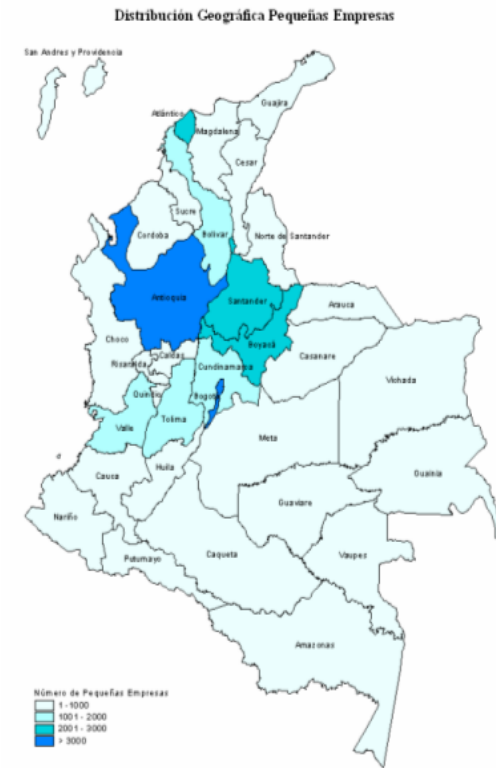 Distribución Geográfica Pequeñas Empresas
San Andres y Providencia
Guajira
Atlántico
Magdalena
Cesar
Sucre
Cordoba
Bolivar
Norte de Santander
Antioquia
Santander
Arauca
Choco
Boyacá
Caldas
Casanare
Risaralda
Cundinamarca
Vichada
Quindio
Bogotá
Tolima
Valle
Meta
Huila
Guainía
Cauca
Guaviare
Nariño
Caqueta
Vaupes
Putumayo
Amazonas
Número de Pequeñas Empresas
1 - 1000
1001 - 2000
2001 - 3000
> 3000